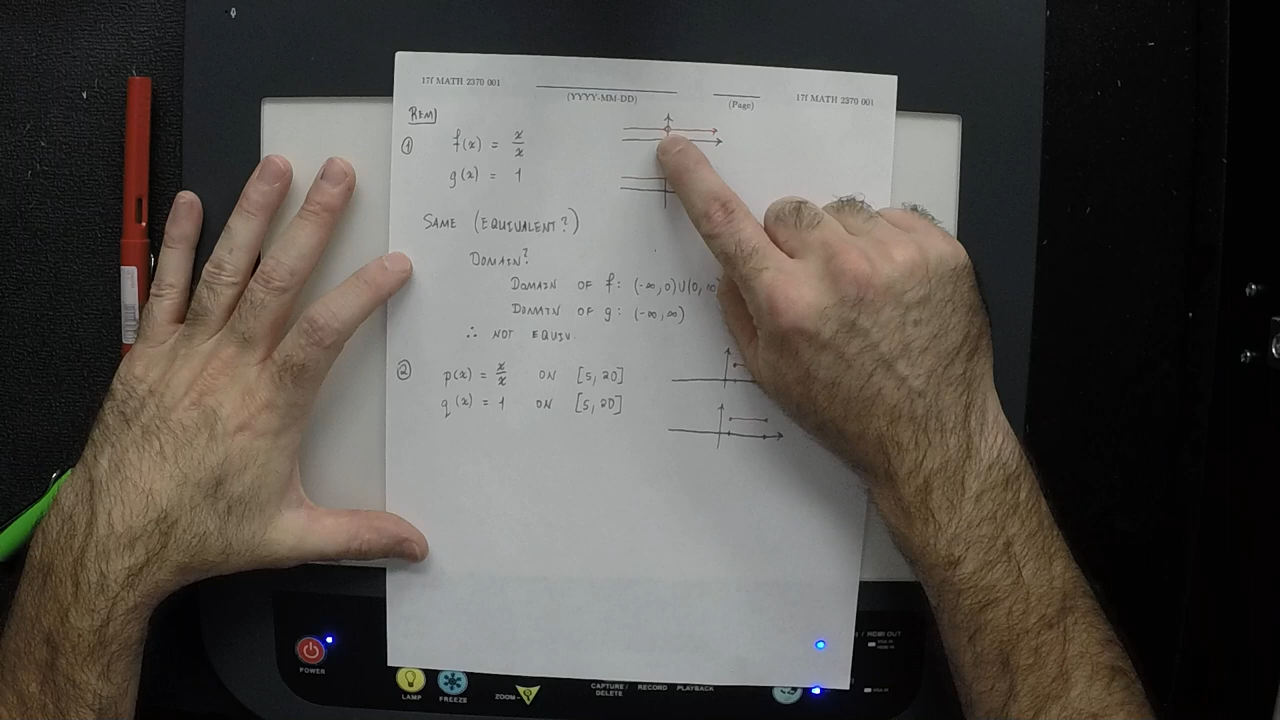 17f MATH 2370 001
(YYYY-MM-DD)
(Page)
17f MATH 2370 001
REM
① f(x) = x/x
g(x) = 1
SAME (EQUIVALENT?)
DOMAIN?
DOMAIN OF f: (-∞,0)∪(0,∞
DOMAIN OF g: (-∞,∞)
∴ NOT EQUIV.
② p(x) = x/x ON [5,20]
q(x) = 1 ON [5,20]
POWER
LAMP
FREEZE
ZOOM-
CAPTURE / DELETE
RECORD
PLAYBACK
/ HDMI OUT